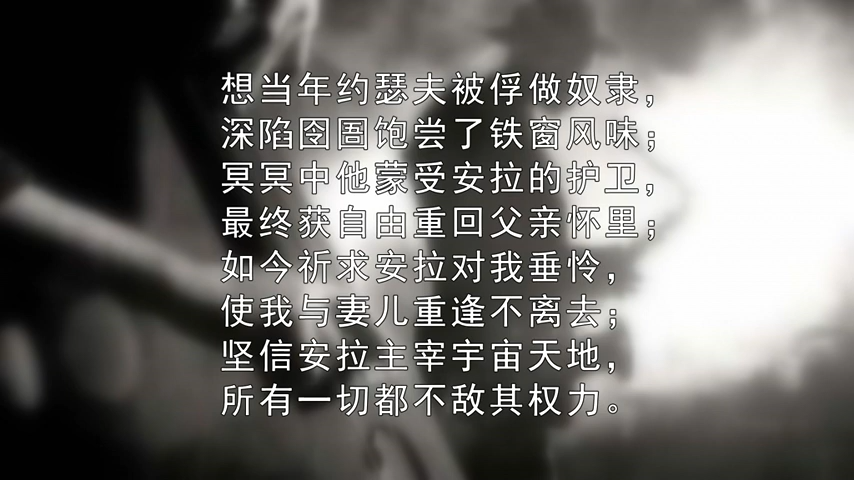 想当年约瑟夫被俘做奴隶，
深陷囹圄饱尝了铁窗风味；
冥冥中他蒙受安拉的护卫，
最终获自由重回父亲怀里；
如今祈求安拉对我垂怜，
使我与妻儿重逢不离去；
坚信安拉主宰宇宙天地，
所有一切都不敌其权力。